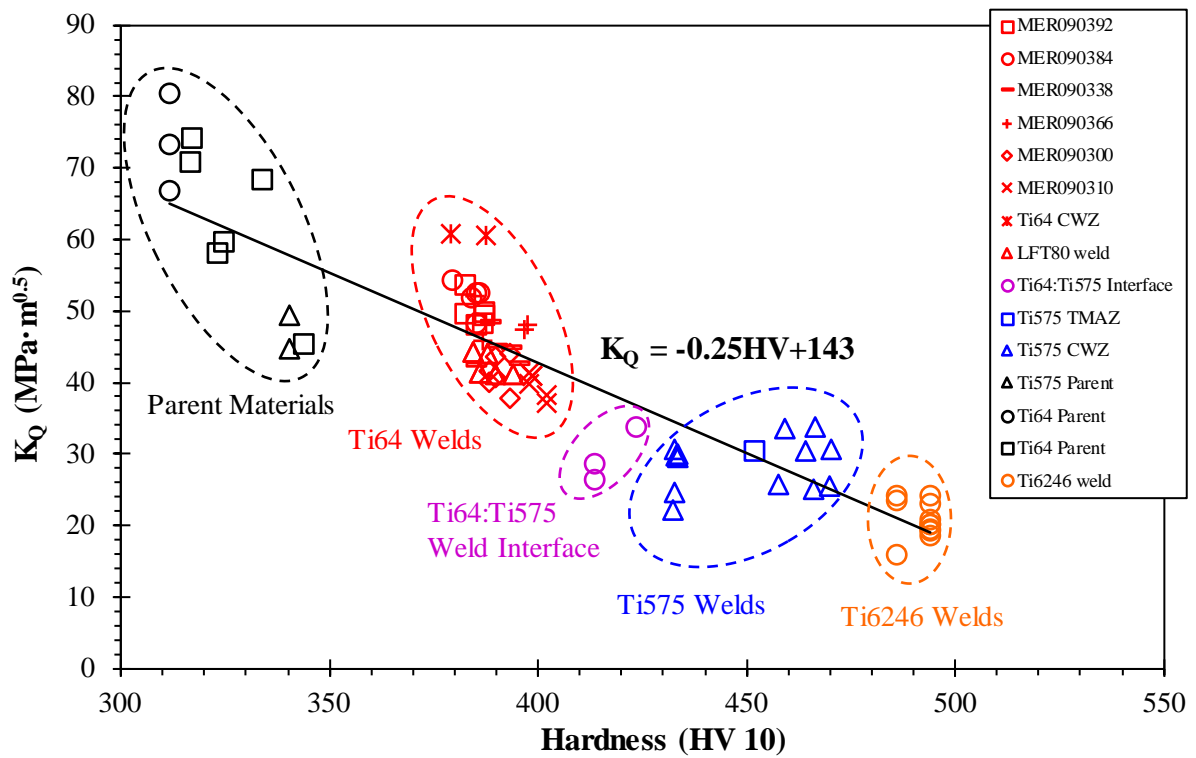 90
80
70
60
50
40
30
20
10
0
K_Q (MPa·m^0.5)
300
350
400
450
500
550
Hardness (HV 10)
Parent Materials
Ti64 Welds
K_Q = -0.25HV+143
Ti64:Ti575
Weld Interface
Ti575 Welds
Ti6246 Welds
MER090392
MER090384
MER090338
MER090366
MER090300
MER090310
Ti64 CWZ
LFT80 weld
Ti64:Ti575 Interface
Ti575 TMAZ
Ti575 CWZ
Ti575 Parent
Ti64 Parent
Ti64 Parent
Ti6246 weld